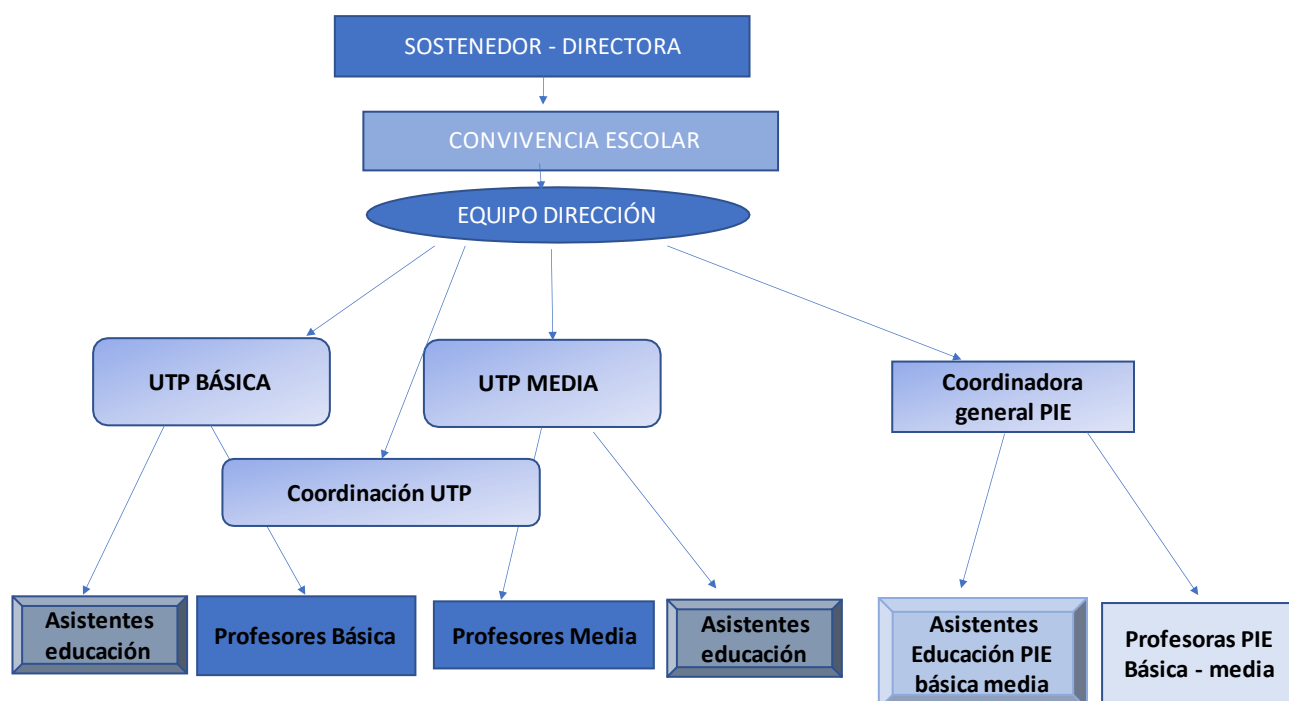 SOSTENEDOR - DIRECTORA
CONVIVENCIA ESCOLAR
EQUIPO DIRECCIÓN
UTP BÁSICA
UTP MEDIA
Coordinadora
general PIE
Coordinación UTP
Asistentes
educación
Profesores Básica
Profesores Media
Asistentes
educación
Asistentes
Educación PIE
básica media
Profesoras PIE
Básica - media